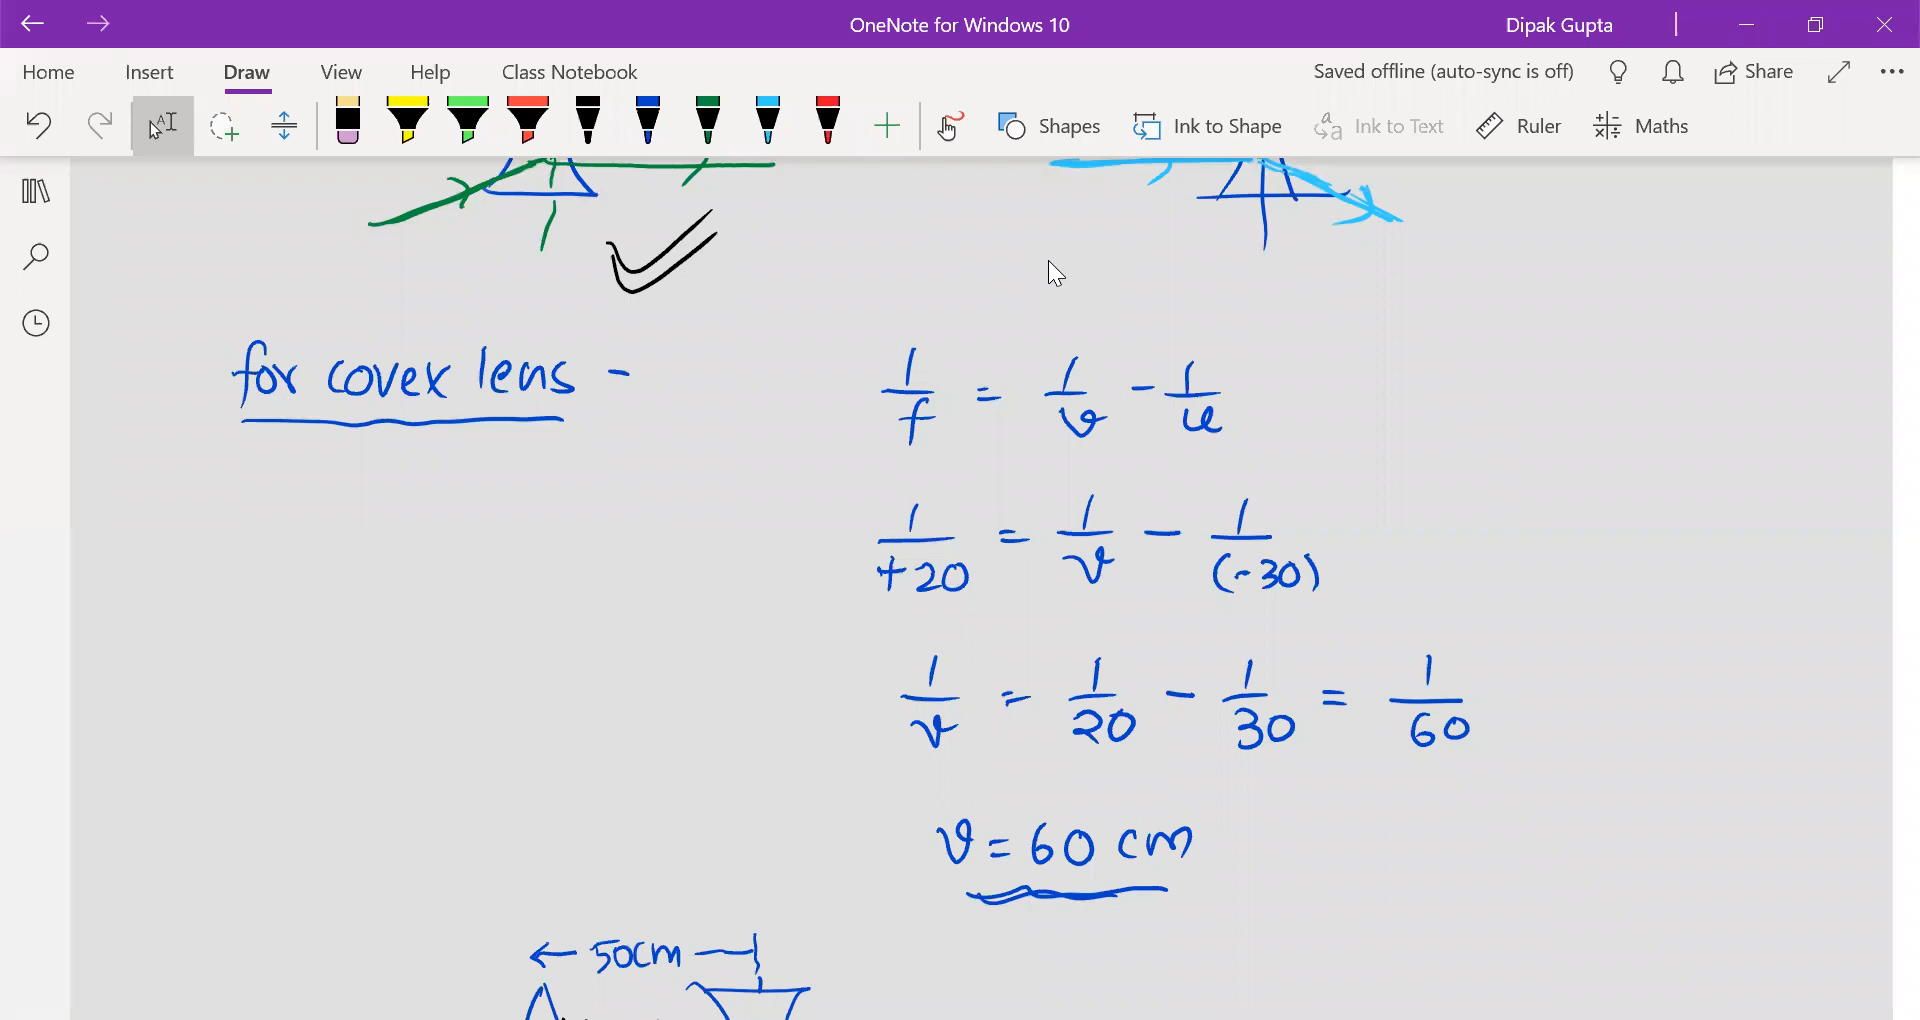 OneNote for Windows 10
Dipak Gupta
Home Insert Draw View Help Class Notebook
Saved offline (auto-sync is off) Share
Shapes Ink to Shape Ink to Text Ruler Maths
for covex lens -
1/f = 1/v - 1/u
1/+20 = 1/v - 1/(-30)
1/v = 1/20 - 1/30 = 1/60
v = 60 cm
50cm